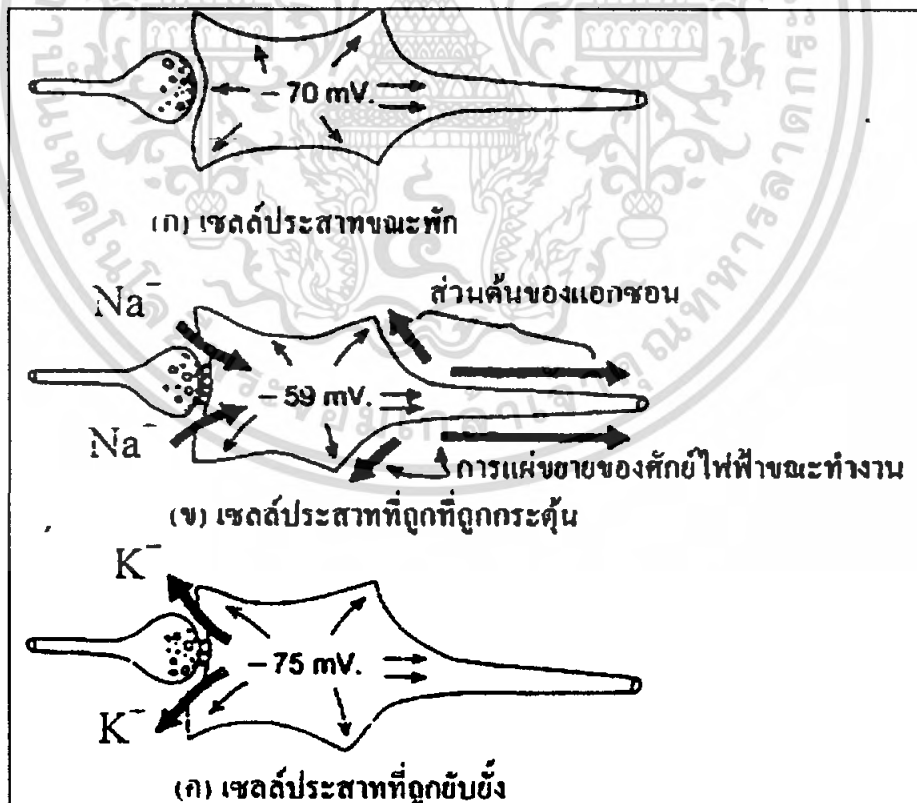 – 70 mV.
(ก) เซลล์ประสาทขณะพัก
ส่วนต้นของแอกซอน
Na⁻
– 59 mV.
Na⁻
การแผ่ขยายของศักย์ไฟฟ้าขณะทำงาน
(ข) เซลล์ประสาทที่ถูกที่ถูกกระตุ้น
K⁻
– 75 mV.
K⁻
(ค) เซลล์ประสาทที่ถูกยับยั้ง